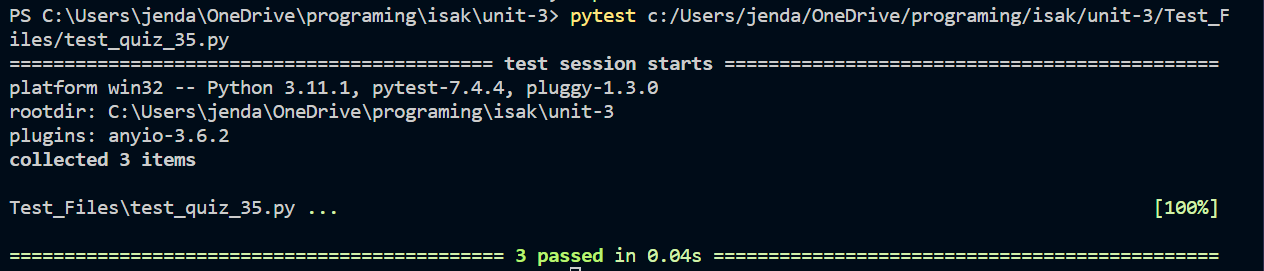 PS C:\Users\jenda\OneDrive\programing\isak\unit-3> pytest c:/Users/jenda/OneDrive/programing/isak/unit-3/Test_F
iles/test_quiz_35.py
============================================ test session starts =============================================
platform win32 -- Python 3.11.1, pytest-7.4.4, pluggy-1.3.0
rootdir: C:\Users\jenda\OneDrive\programing\isak\unit-3
plugins: anyio-3.6.2
collected 3 items
Test_Files\test_quiz_35.py ... [100%]
============================================= 3 passed in 0.04s ==============================================